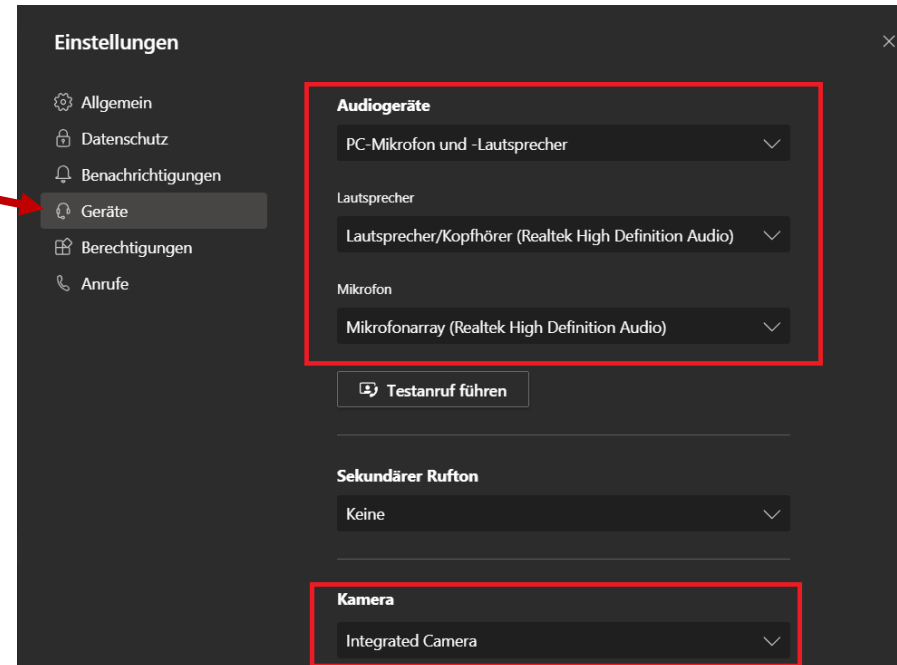 Einstellungen
Allgemein
Datenschutz
Benachrichtigungen
Geräte
Berechtigungen
Anrufe
Audiogeräte
PC-Mikrofon und -Lautsprecher
Lautsprecher
Lautsprecher/Kopfhörer (Realtek High Definition Audio)
Mikrofon
Mikrofonarray (Realtek High Definition Audio)
Testanruf führen
Sekundärer Rufton
Keine
Kamera
Integrated Camera